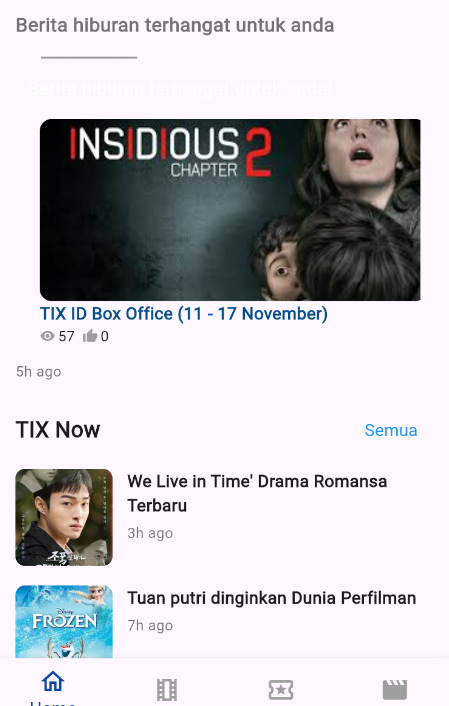 Berita hiburan terhangat untuk anda
Berita hiburan terhangat untuk anda!
INSIDIOUS
CHAPTER 2
TIX ID Box Office (11 - 17 November)
57 0
5h ago
TIX Now Semua
We Live in Time' Drama Romansa
Terbaru
3h ago
Disney
FROZEN
Tuan putri dinginkan Dunia Perfilman
7h ago
Home